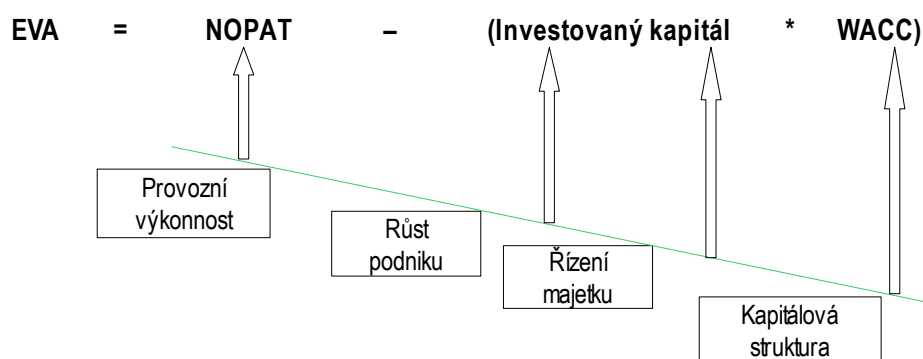 EVA = NOPAT – (Investovaný kapitál * WACC)
Provozní
výkonnost
Růst
podniku
Řízení
majetku
Kapitálová
struktura